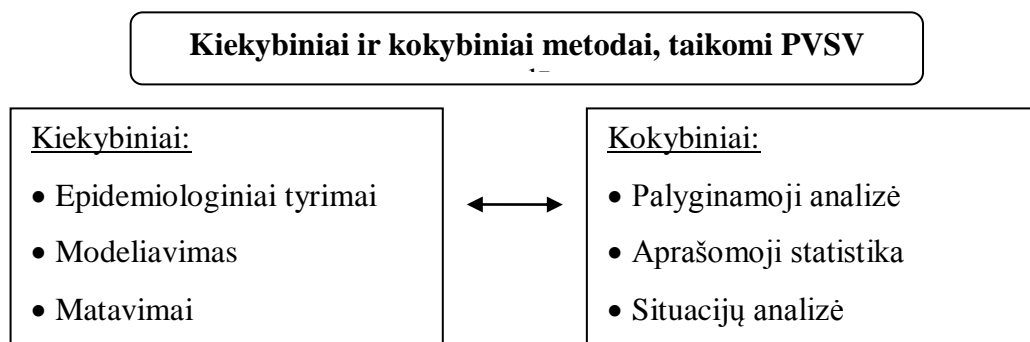 Kiekybiniai ir kokybiniai metodai, taikomi PVSV
Kiekybiniai:
• Epidemiologiniai tyrimai
• Modeliavimas
• Matavimai
Kokybiniai:
• Palyginamoji analizė
• Aprašomoji statistika
• Situacijų analizė